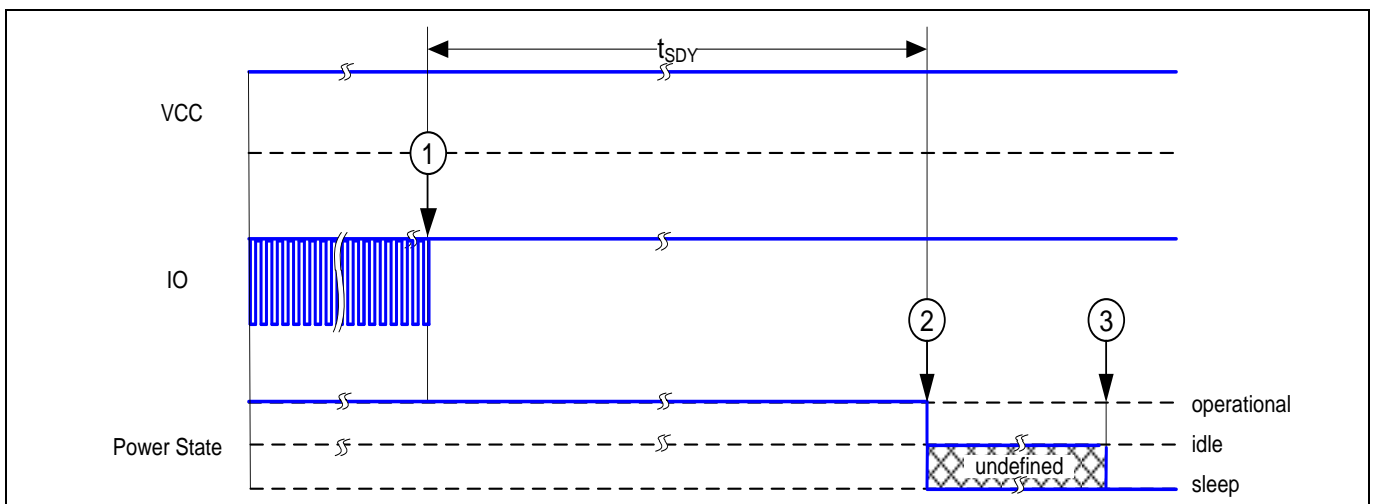 tSDY
VCC
1
IO
2
3
operational
Power State
idle
undefined
sleep